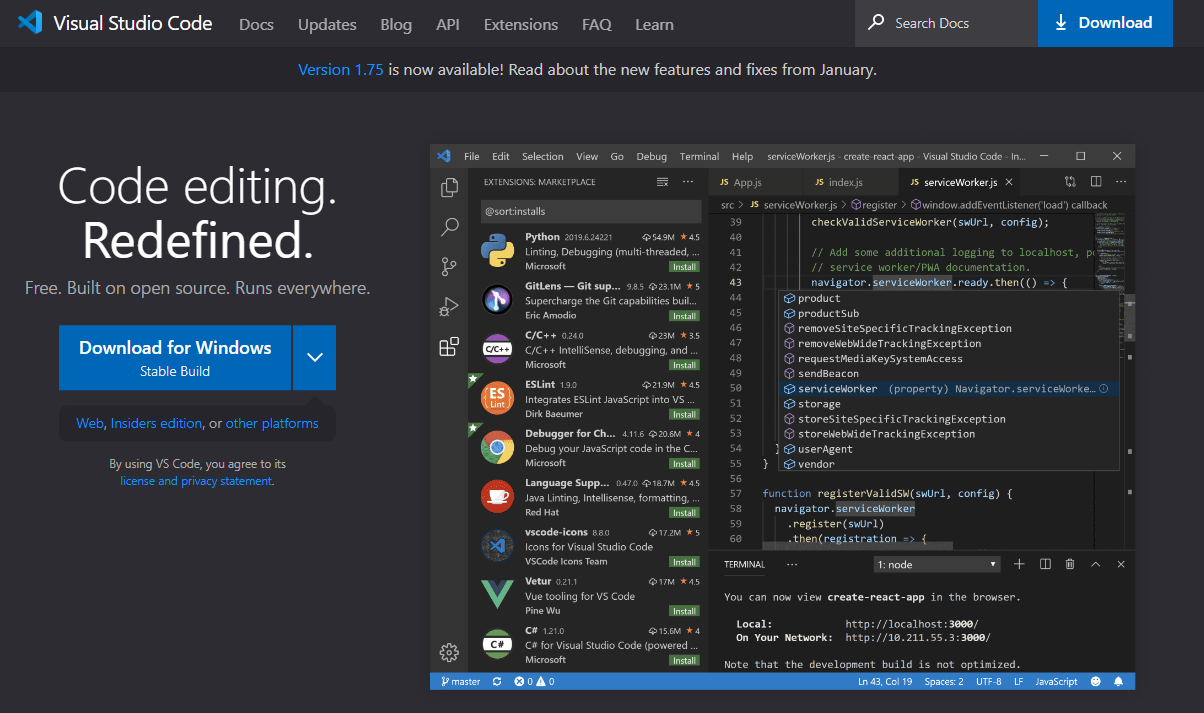 Visual Studio Code Docs Updates Blog API Extensions FAQ Learn Search Docs Download
Version 1.75 is now available! Read about the new features and fixes from January.
Code editing.
Redefined.
Free. Built on open source. Runs everywhere.
Download for Windows
Stable Build
Web, Insiders edition, or other platforms
By using VS Code, you agree to its
license and privacy statement.
File Edit Selection View Go Debug Terminal Help serviceWorker.js - create-react-app - Visual Studio Code - In...
EXTENSIONS: MARKETPLACE
@sort:installs
Python 2019.6.24221 54.9M 4.5
Linting, Debugging (multi-threaded, ...
Microsoft Install
GitLens — Git sup... 9.8.5 23.1M 5
Supercharge the Git capabilities buil...
Eric Amodio Install
C/C++
C/C++ 0.24.0 23M 3.5
C/C++ IntelliSense, debugging, and ...
Microsoft Install
ES
Lint
ESLint 1.9.0 21.9M 4.5
Integrates ESLint JavaScript into VS ...
Dirk Baeumer Install
Debugger for Ch... 4.11.6 20.6M 4
Debug your JavaScript code in the C...
Microsoft Install
Language Supp... 0.47.0 18.7M 4.5
Java Linting, Intellisense, formatting, ...
Red Hat Install
vscode-icons 8.8.0 17.2M 5
Icons for Visual Studio Code
VSCode Icons Team Install
Vetur 0.21.1 17M 4.5
Vue tooling for VS Code
Pine Wu Install
C#
C# 1.21.0 15.6M 4
C# for Visual Studio Code (powered ...
Microsoft Install
JS App.js JS index.js JS serviceWorker.js
src > JS serviceWorker.js > register > window.addEventListener('load') callback
39 checkValidServiceWorker(swUrl, config);
40
41 // Add some additional logging to localhost, po
42 // service worker/PWA documentation.
43 navigator.serviceWorker.ready.then(() => {
44 product
45 productSub
46 removeSiteSpecificTrackingException
47 removeWebWideTrackingException
48 requestMediaKeySystemAccess
49 sendBeacon
50 serviceWorker (property) Navigator.serviceWorke...
51 storage
52 storeSiteSpecificTrackingException
53 storeWebWideTrackingException
54 } userAgent
55 } vendor
56
57 function registerValidSW(swUrl, config) {
58 navigator.serviceWorker
59 .register(swUrl)
60 .then(registration => {
TERMINAL ... 1: node
You can now view create-react-app in the browser.
Local: http://localhost:3000/
On Your Network: http://10.211.55.3:3000/
Note that the development build is not optimized.
master 0 0 Ln 43, Col 19 Spaces: 2 UTF-8 LF JavaScript